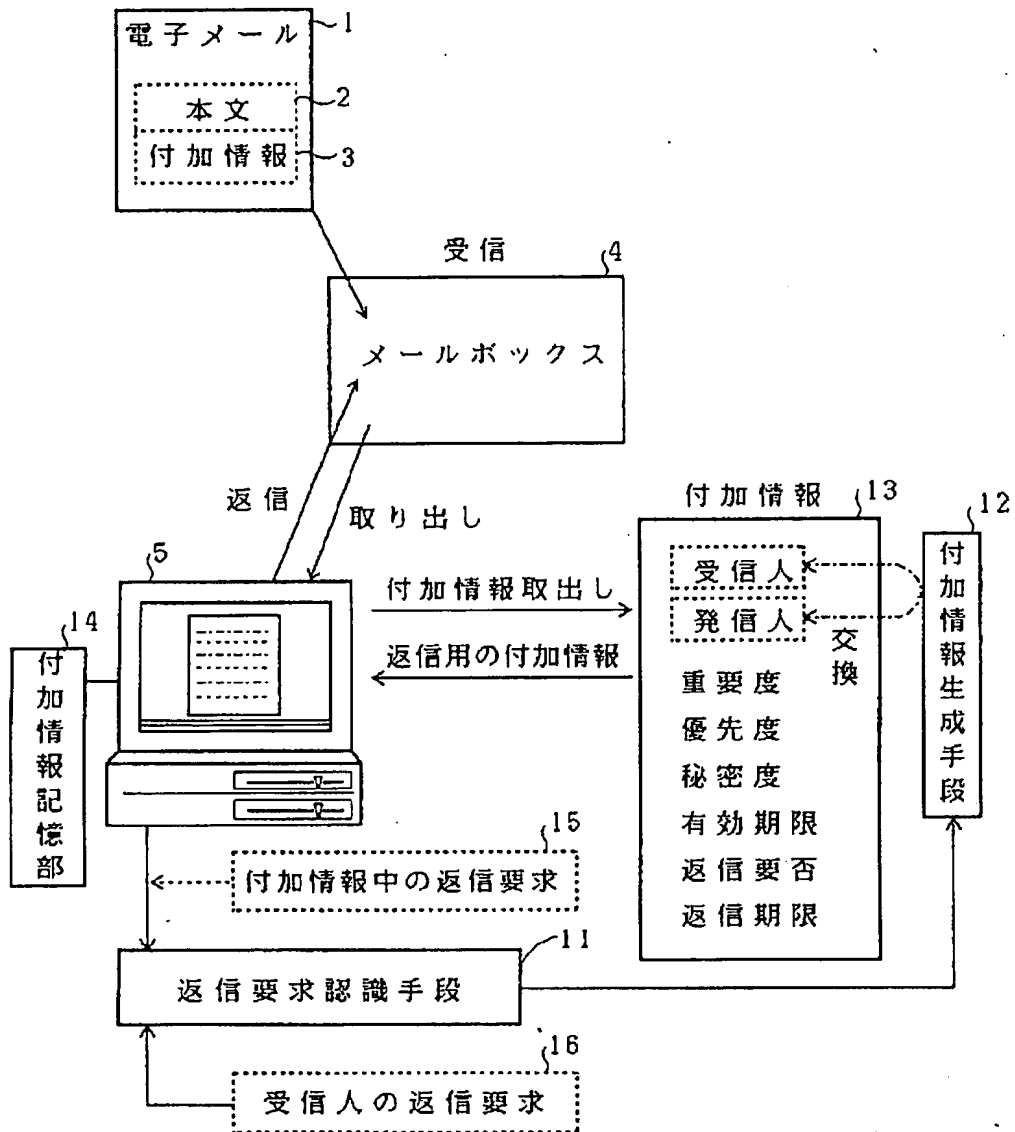 電子メール
1
本文
2
付加情報
3
受信
4
メールボックス
返信
取り出し
5
14
付加情報記憶部
付加情報取出し
返信用の付加情報
付加情報
13
受信人
発信人
交換
重要度
優先度
秘密度
有効期限
返信要否
返信期限
12
付加情報生成手段
15
付加情報中の返信要求
11
返信要求認識手段
16
受信人の返信要求